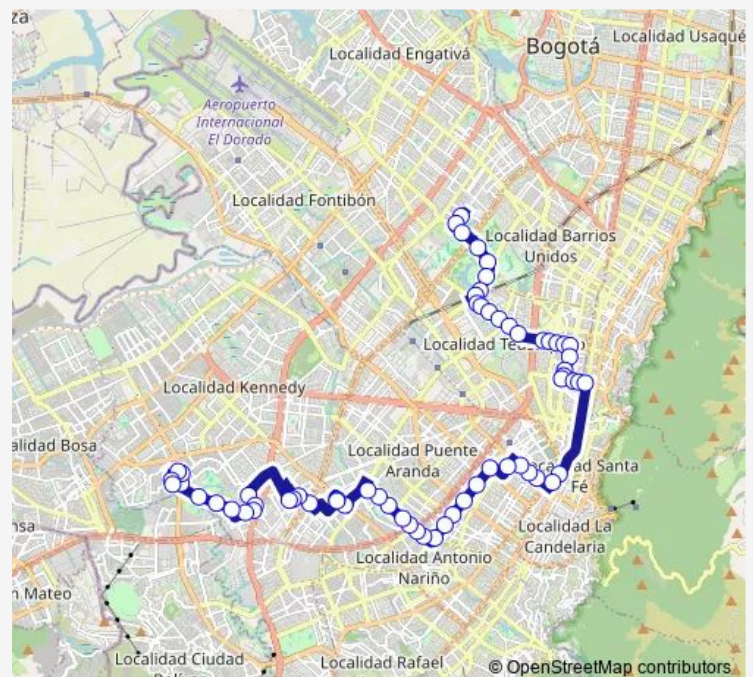 za
Localidad Usaqué
Bogotá
Localidad Engativá
Aeropuerto
Internacional
El Dorado
Localidad Fontibón
Localidad Barrios
Unidos
Localidad Te
o
Localidad Kennedy
alidad Bosa
Localidad Puente
Aranda
ad Santa
Fé
nsa
Localidad La
Candelaria
Localidad Antonio
Nariño
n Mateo
Localidad Ciudad
Localidad Rafael
© OpenStreetMap contributors